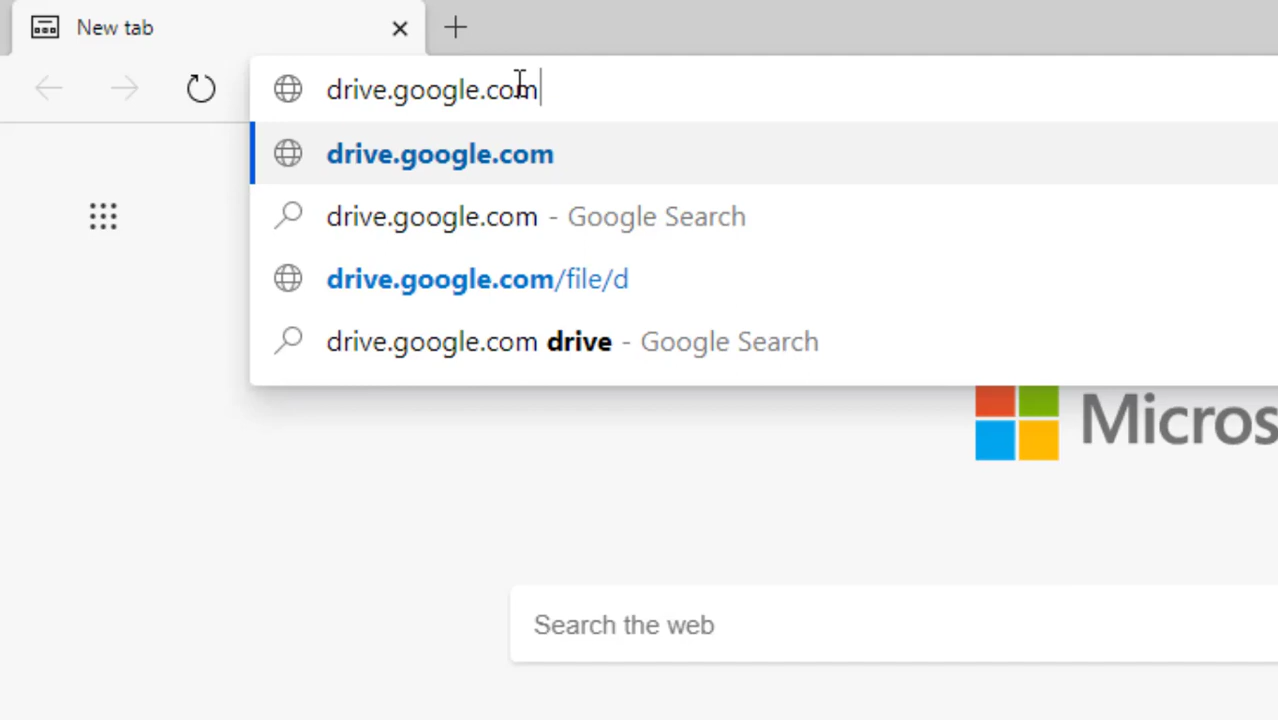 New tab
drive.google.com
drive.google.com
drive.google.com - Google Search
drive.google.com/file/d
drive.google.com drive - Google Search
Micros
Search the web